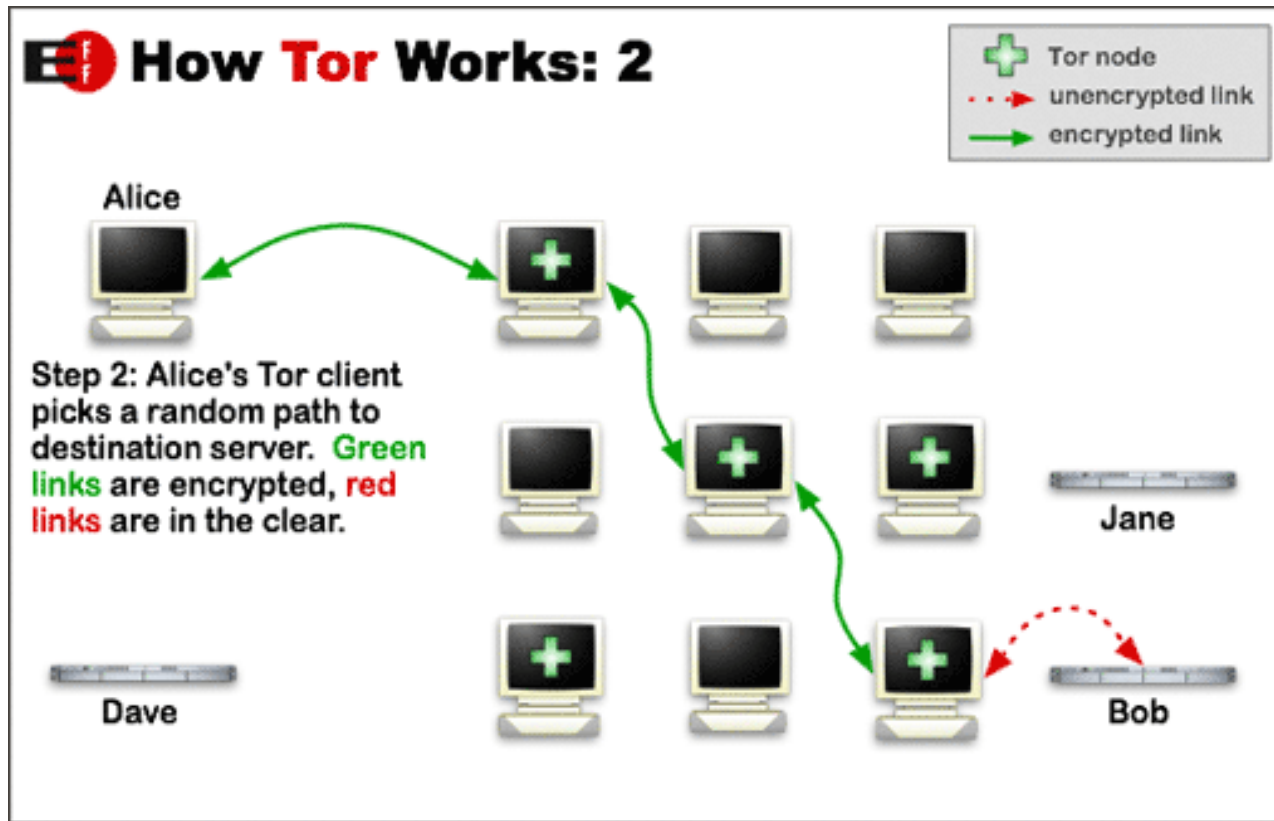 EFF How Tor Works: 2
Tor node
unencrypted link
encrypted link
Alice
Step 2: Alice's Tor client
picks a random path to
destination server.  Green
links are encrypted, red
links are in the clear.
Jane
Dave
Bob